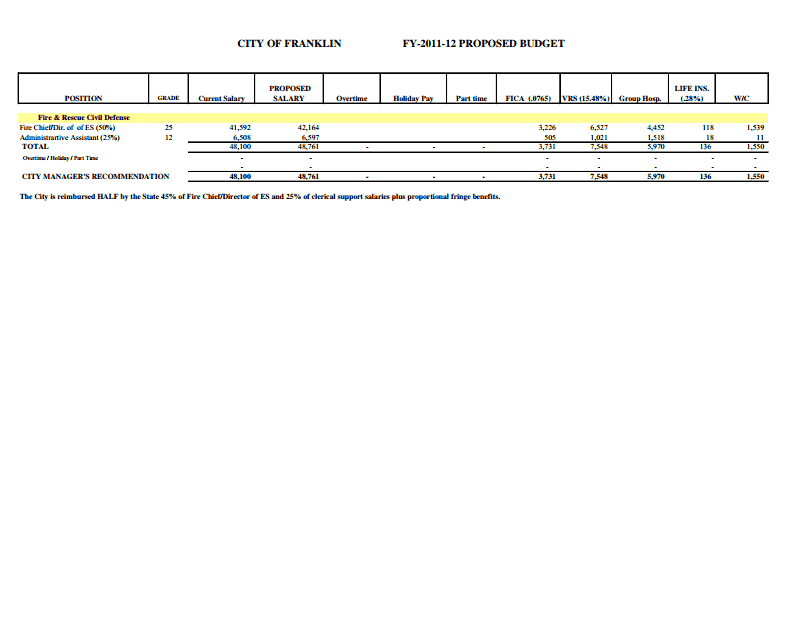 CITY OF FRANKLIN FY-2011-12 PROPOSED BUDGET
POSITION GRADE Curent Salary PROPOSED SALARY Overtime Holiday Pay Part time FICA (.0765) VRS (15.48%) Group Hosp. LIFE INS. (.28%) W/C
Fire & Rescue Civil Defense
Fire Chief/Dir. of of ES (50%) 25 41,592 42,164 3,226 6,527 4,452 118 1,539
Administrartive Assistant (25%) 12 6,508 6,597 505 1,021 1,518 18 11
TOTAL 48,100 48,761 - - - 3,731 7,548 5,970 136 1,550
Overtime / Holiday / Part Time - - - - - - -
- - - - - - -
CITY MANAGER'S RECOMMENDATION 48,100 48,761 - - - 3,731 7,548 5,970 136 1,550
The City is reimbursed HALF by the State 45% of Fire Chief/Director of ES and 25% of clerical support salaries plus proportional fringe benefits.